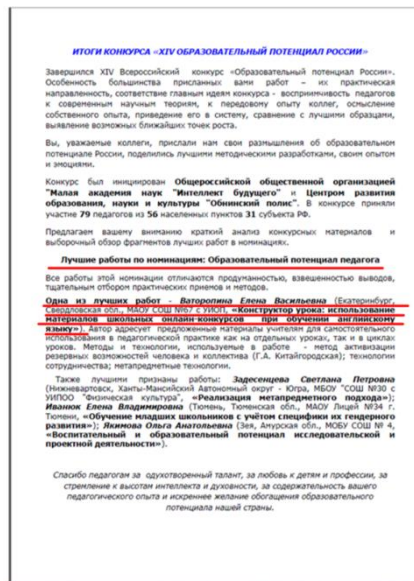 ИТОГИ КОНКУРСА «XIV ОБРАЗОВАТЕЛЬНЫЙ ПОТЕНЦИАЛ РОССИИ»
Завершился XIV Всероссийский конкурс «Образовательный потенциал России».
Особенность большинства присланных вами работ – их практическая
направленность, соответствие главным идеям конкурса - восприимчивость педагогов
к современным научным теориям, к передовому опыту коллег, осмысление
собственного опыта, приведение его в систему, сравнение с лучшими образцами,
выявление возможных ближайших точек роста.
Вы, уважаемые коллеги, прислали нам свои размышления об образовательном
потенциале России, поделились лучшими методическими разработками, своим опытом
и эмоциями.
Конкурс был инициирован Общероссийской общественной организацией
"Малая академия наук "Интеллект будущего" и Центром развития
образования, науки и культуры "Обнинский полис". В конкурсе приняли
участие 79 педагогов из 56 населенных пунктов 31 субъекта РФ.
Предлагаем вашему вниманию краткий анализ конкурсных материалов и
выборочный обзор фрагментов лучших работ в номинациях.
Лучшие работы по номинациям: Образовательный потенциал педагога
Все работы этой номинации отличаются продуманностью, взвешенностью выводов,
тщательным отбором практических приемов и методов.
Одна из лучших работ - Ваторопина Елена Васильевна (Екатеринбург,
Свердловская обл., МАОУ СОШ №67 с УИОП, «Конструктор урока: использование
материалов школьных онлайн-конкурсов при обучении английскому
языку»). Автор адресует предложенные материалы учителям для самостоятельного
использования в педагогической практике как на отдельных уроках, так и в циклах
уроков. Методы и технологии, используемые в работе - метод активизации
резервных возможностей человека и коллектива (Г.А. Китайгородская); технологии
сотрудничества; метапредметные технологии.
Также лучшими признаны работы: Задесенцева Светлана Петровна
(Нижневартовск, Ханты-Мансийский Автономный округ - Югра, МБОУ "СОШ №30 с
УИПОО "Физическая культура", «Реализация метапредметного подхода»);
Иванюк Елена Владимировна (Тюмень, Тюменская обл., МАОУ Лицей №34 г.
Тюмени, «Обучение младших школьников с учётом специфики их гендерного
развития»); Якимова Ольга Анатольевна (Зея, Амурская обл., МОБУ СОШ № 4,
«Воспитательный и образовательный потенциал исследовательской и
проектной деятельности»).
Спасибо педагогам за одухотворенный талант, за любовь к детям и профессии, за
стремление к высотам интеллекта и духовности, за содержательность вашего
педагогического опыта и искреннее желание обогащения образовательного
потенциала нашей страны.